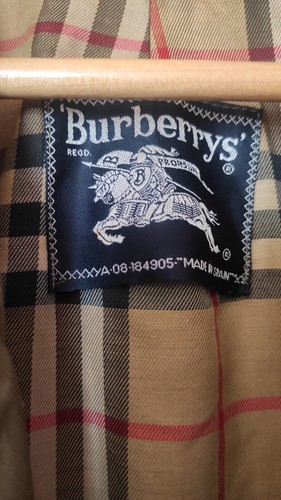 'Burberrys'
REGD. PRORSUM ®
B
B
®
A-08-184905-"MADE IN SPAIN"